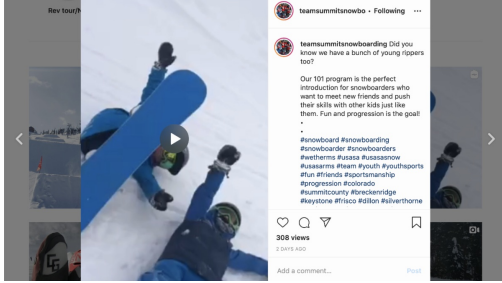 Rev tour/N
teamsummitsnowbo • Following ...
teamsummitsnowboarding Did you
know we have a bunch of young rippers
too?
Our 101 program is the perfect
introduction for snowboarders who
want to meet new friends and push
their skills with other kids just like
them. Fun and progression is the goal!
•
•
#snowboard #snowboarding
#snowboarder #snowboarders
#wetherms #usasa #usasasnow
#usasarms #team #youth #youthsports
#fun #friends #sportsmanship
#progression #colorado
#summitcounty #breckenridge
#keystone #frisco #dillon #silverthorne
308 views
2 DAYS AGO
Add a comment...
Post